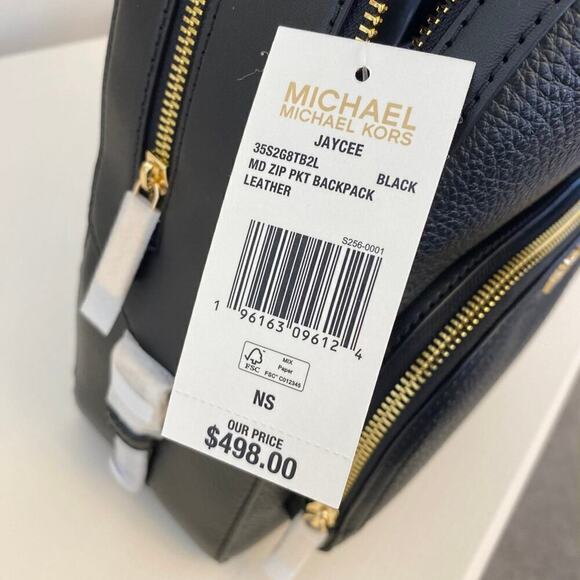 MICHAEL
MICHAEL KORS
JAYCEE
35S2G8TB2L BLACK
MD ZIP PKT BACKPACK
LEATHER
S256-0001
1 96163 09612 4
FSC
MIX
Paper
FSC® C012345
NS
OUR PRICE
$498.00